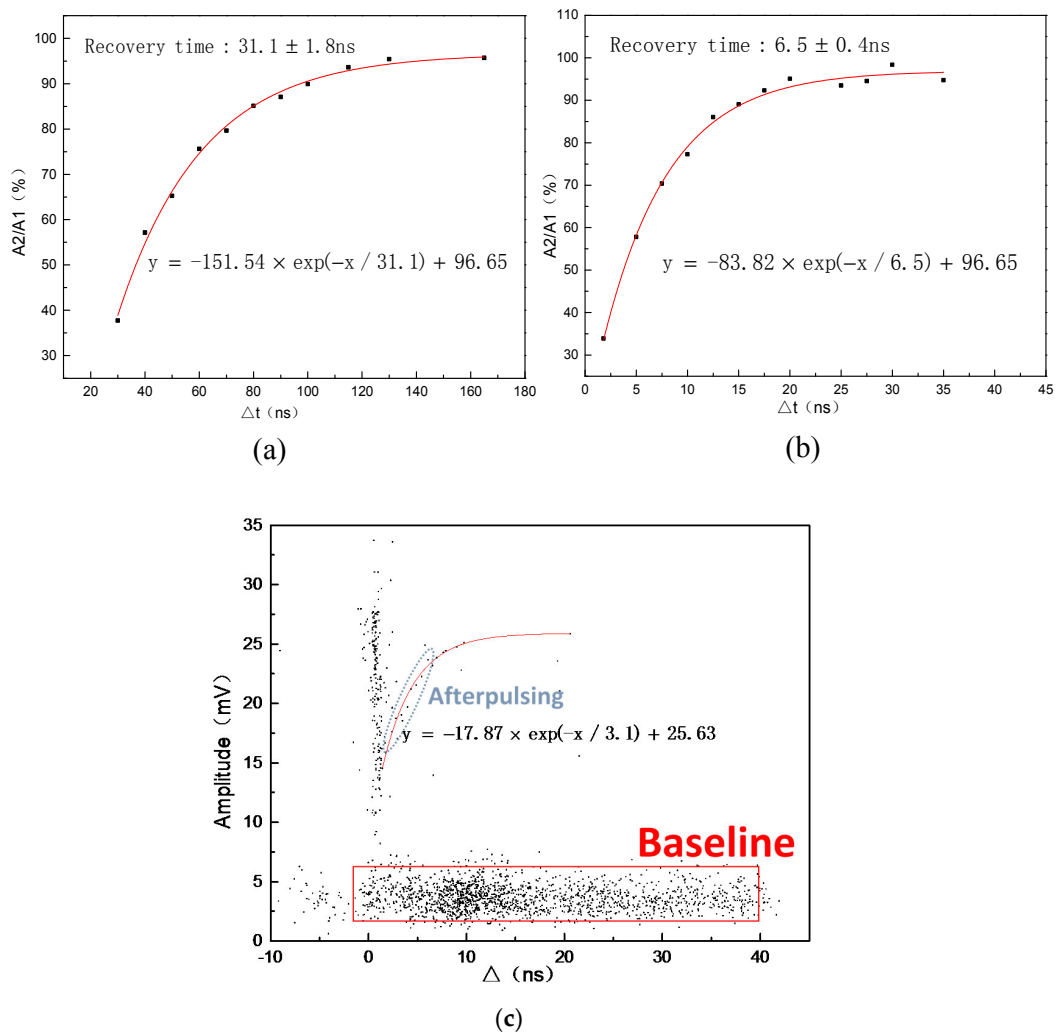 Recovery time : 31.1 ± 1.8ns
100
90
80
70
60
50
40
30
A2/A1 (%)
y = -151.54 × exp(-x / 31.1) + 96.65
20 40 60 80 100 120 140 160 180
△t (ns)
(a)
Recovery time : 6.5 ± 0.4ns
110
100
90
80
70
60
50
40
30
A2/A1 (%)
y = -83.82 × exp(-x / 6.5) + 96.65
0 5 10 15 20 25 30 35 40 45
△t (ns)
(b)
35
30
25
20
15
10
5
0
Amplitude (mV)
Afterpulsing
y = -17.87 × exp(-x / 3.1) + 25.63
Baseline
-10 0 10 20 30 40
△ (ns)
(c)